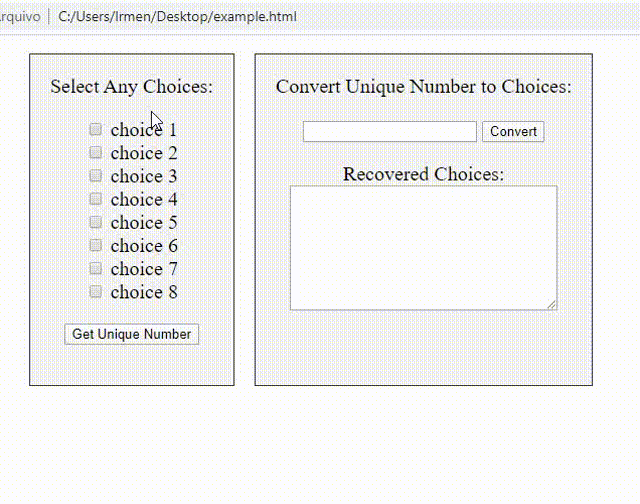 rquivo | C:/Users/Irmen/Desktop/example.html
Select Any Choices:
choice 1
choice 2
choice 3
choice 4
choice 5
choice 6
choice 7
choice 8
Get Unique Number
Convert Unique Number to Choices:
Convert
Recovered Choices: